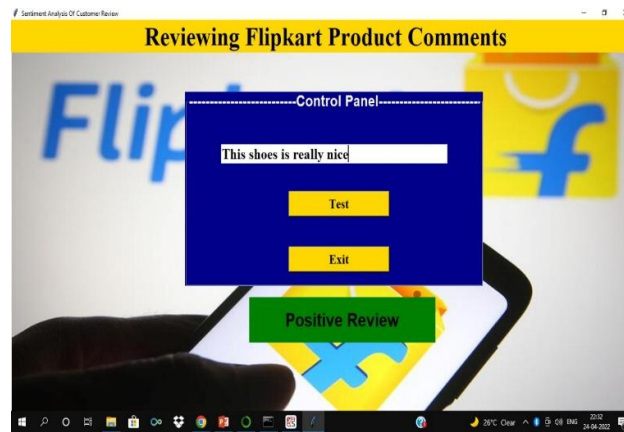 Sentiment Analysis Of Customer Review
Reviewing Flipkart Product Comments
Flip
--------------------------Control Panel--------------------------
This shoes is really nice
Test
Exit
Positive Review
26°C Clear
ENG
22:32
24-04-2022